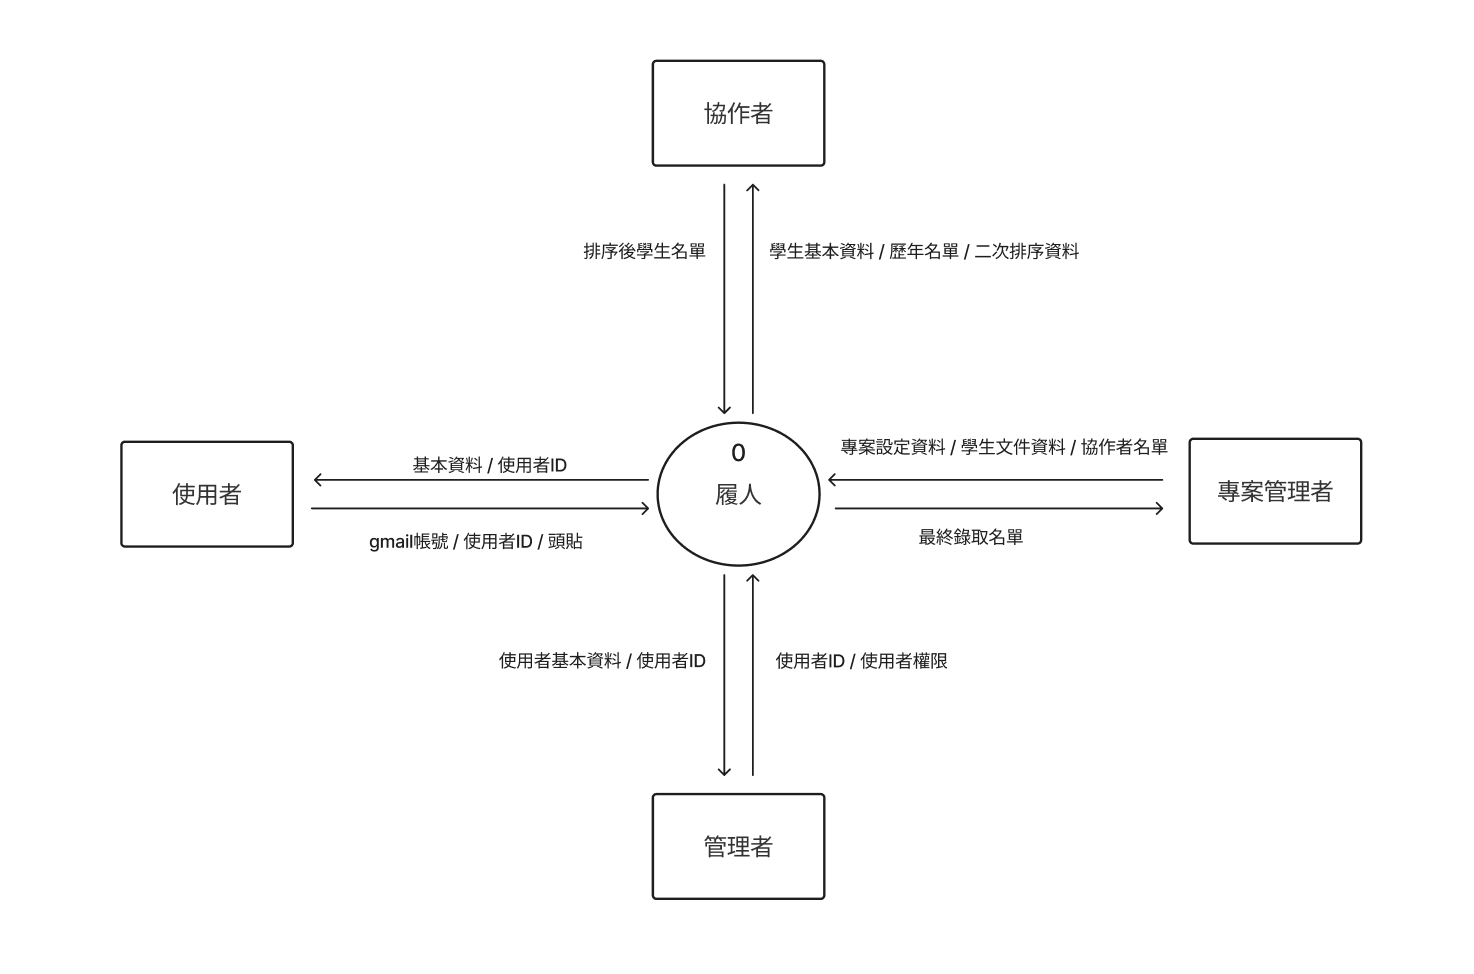 協作者
排序後學生名單
學生基本資料 / 歷年名單 / 二次排序資料
專案設定資料 / 學生文件資料 / 協作者名單
0
基本資料 / 使用者ID
使用者
履人
專案管理者
gmail帳號 / 使用者ID / 頭貼
最終錄取名單
使用者基本資料 / 使用者ID
使用者ID / 使用者權限
管理者